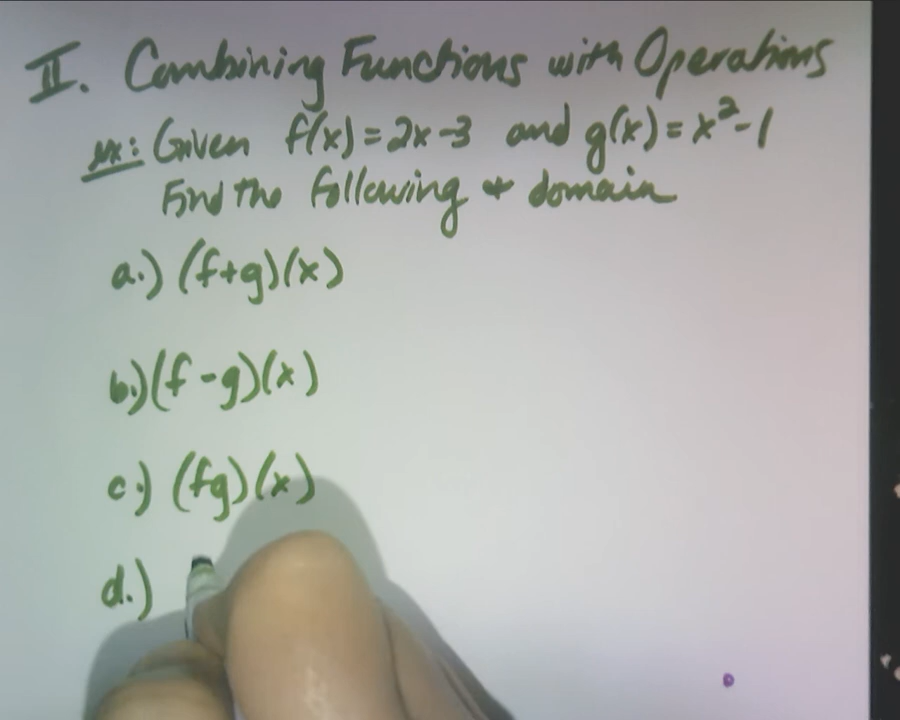 II. Combining Functions with Operations
ex: Given f(x)=2x-3 and g(x)=x²-1
Find the following + domain
a.) (f+g)(x)
b.) (f-g)(x)
c.) (fg)(x)
d.)